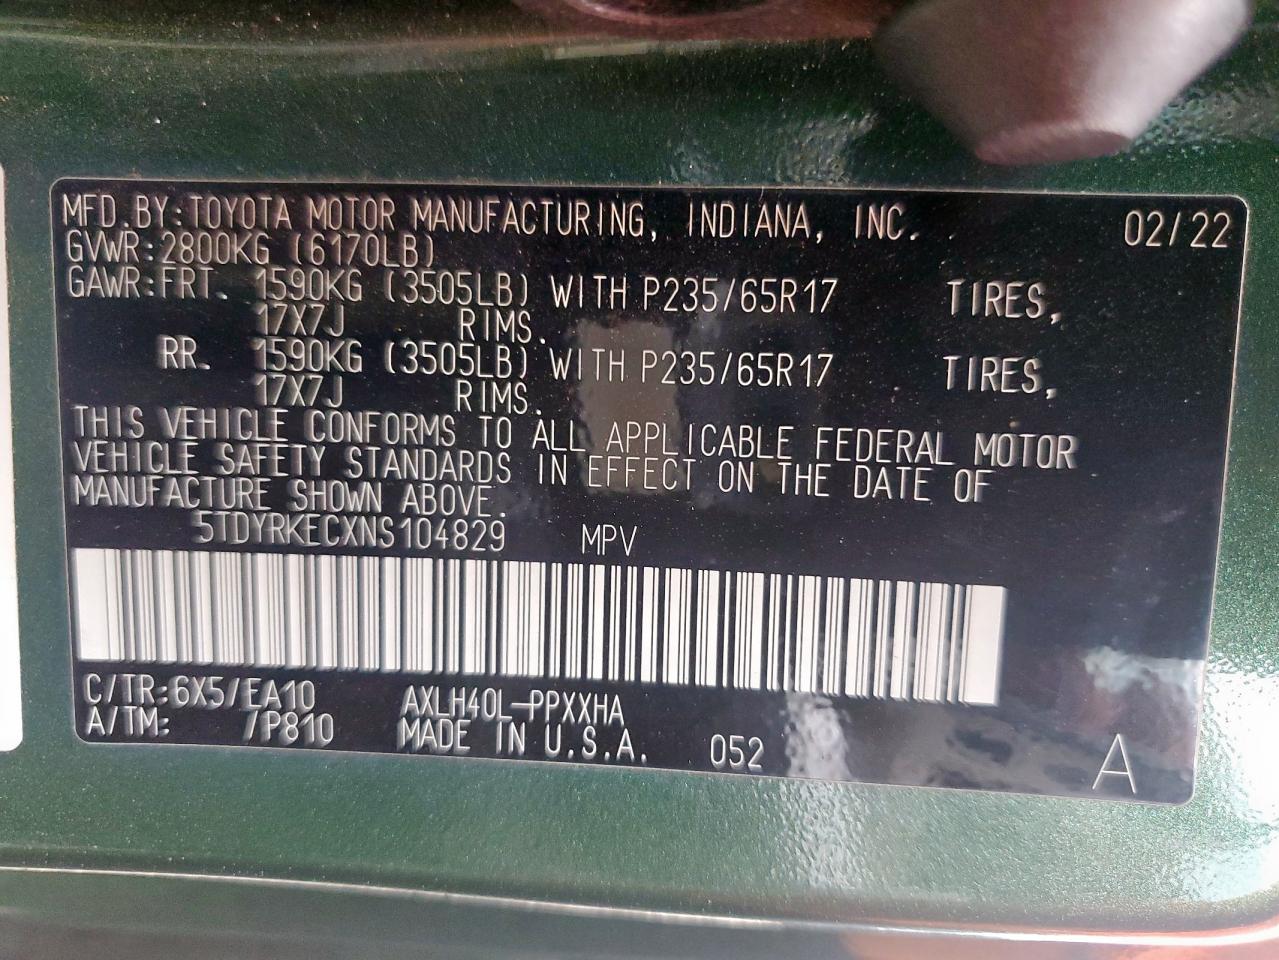 MFD.BY:TOYOTA MOTOR MANUFACTURING, INDIANA, INC. 02/22
GVWR:2800KG (6170LB)
GAWR:FRT. 1590KG (3505LB) WITH P235/65R17 TIRES,
17X7J RIMS.
RR. 1590KG (3505LB) WITH P235/65R17 TIRES,
17X7J RIMS.
THIS VEHICLE CONFORMS TO ALL APPLICABLE FEDERAL MOTOR
VEHICLE SAFETY STANDARDS IN EFFECT ON THE DATE OF
MANUFACTURE SHOWN ABOVE.
5TDYRKECXNS104829 MPV
C/TR:6X5/EA10 AXLH40L-PPXXHA
A/TM: /P810 MADE IN U.S.A. 052 A